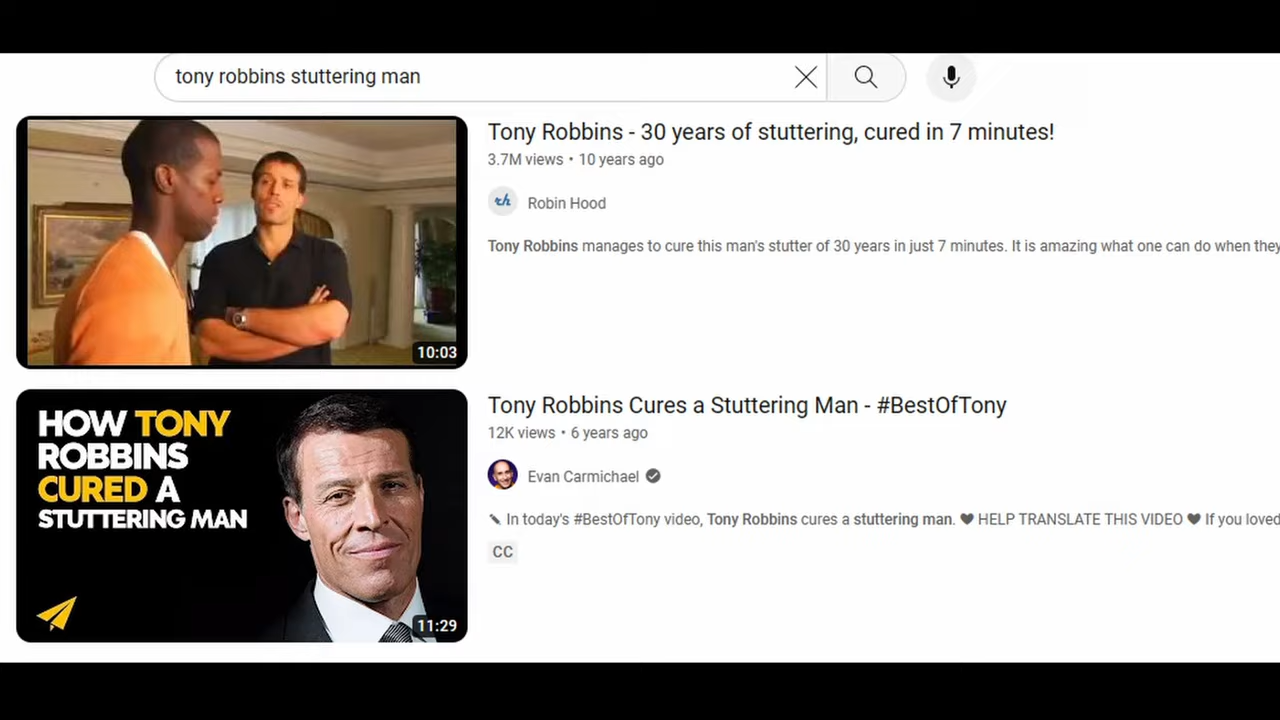 tony robbins stuttering man
Tony Robbins - 30 years of stuttering, cured in 7 minutes!
3.7M views • 10 years ago
rh
Robin Hood
Tony Robbins manages to cure this man's stutter of 30 years in just 7 minutes. It is amazing what one can do when they
10:03
HOW TONY
ROBBINS
CURED A
STUTTERING MAN
11:29
Tony Robbins Cures a Stuttering Man - #BestOfTony
12K views • 6 years ago
Evan Carmichael
✎ In today's #BestOfTony video, Tony Robbins cures a stuttering man. ♥ HELP TRANSLATE THIS VIDEO ♥ If you loved
CC